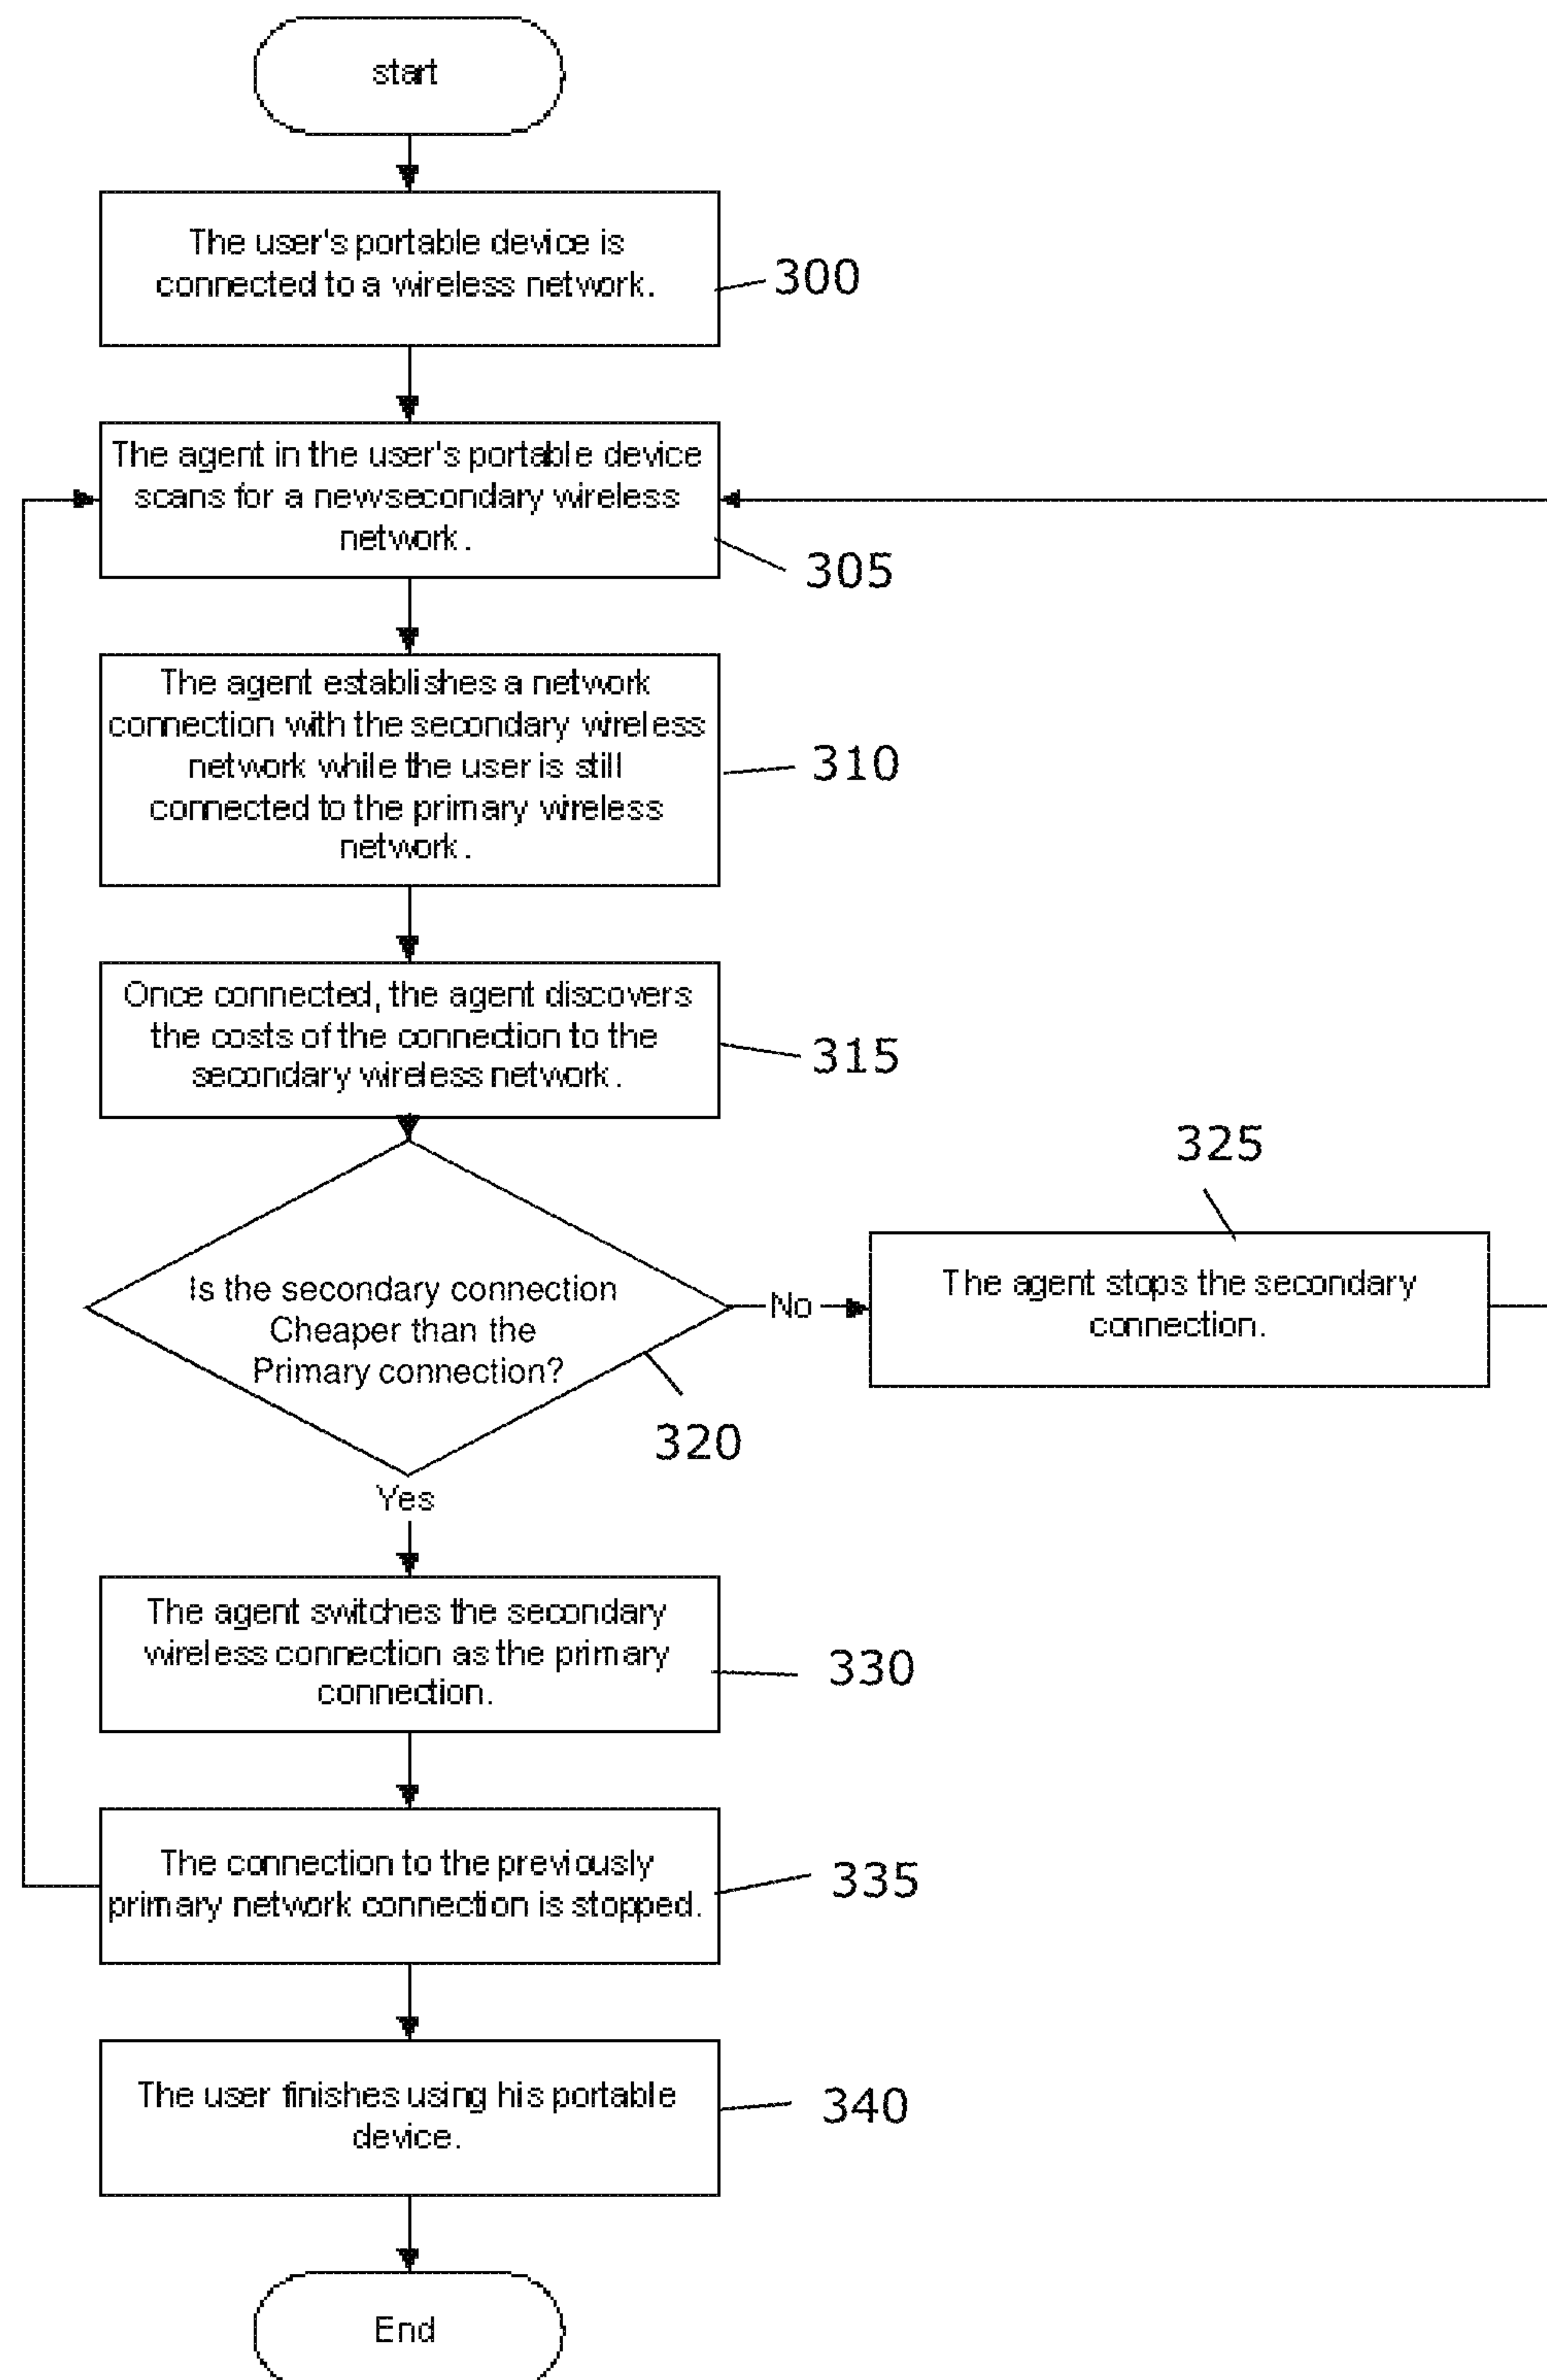 start
The user's portable device is
connected to a wireless network.
300
The agent in the user's portable device
scans for a new secondary wireless
network.
305
The agent establishes a network
connection with the secondary wireless
network while the user is still
connected to the primary wireless
network.
310
Once connected, the agent discovers
the costs of the connection to the
secondary wireless network.
315
Is the secondary connection
Cheaper than the
Primary connection?
320
No
325
The agent stops the secondary
connection.
Yes
The agent switches the secondary
wireless connection as the primary
connection.
330
The connection to the previously
primary network connection is stopped.
335
The user finishes using his portable
device.
340
End